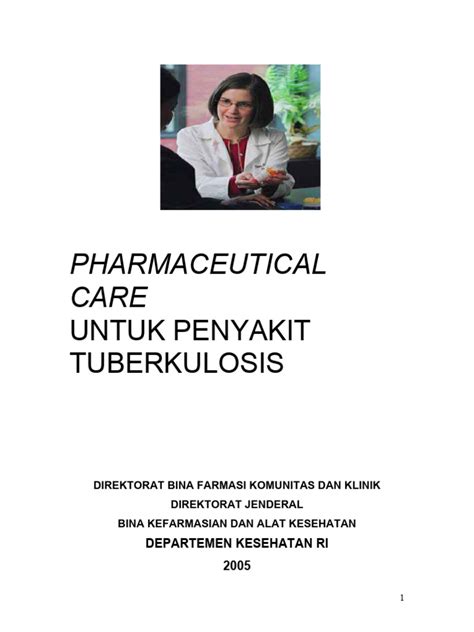 PHARMACEUTICAL
CARE
UNTUK PENYAKIT
TUBERKULOSIS
DIREKTORAT BINA FARMASI KOMUNITAS DAN KLINIK
DIREKTORAT JENDERAL
BINA KEFARMASIAN DAN ALAT KESEHATAN
DEPARTEMEN KESEHATAN RI
2005
1